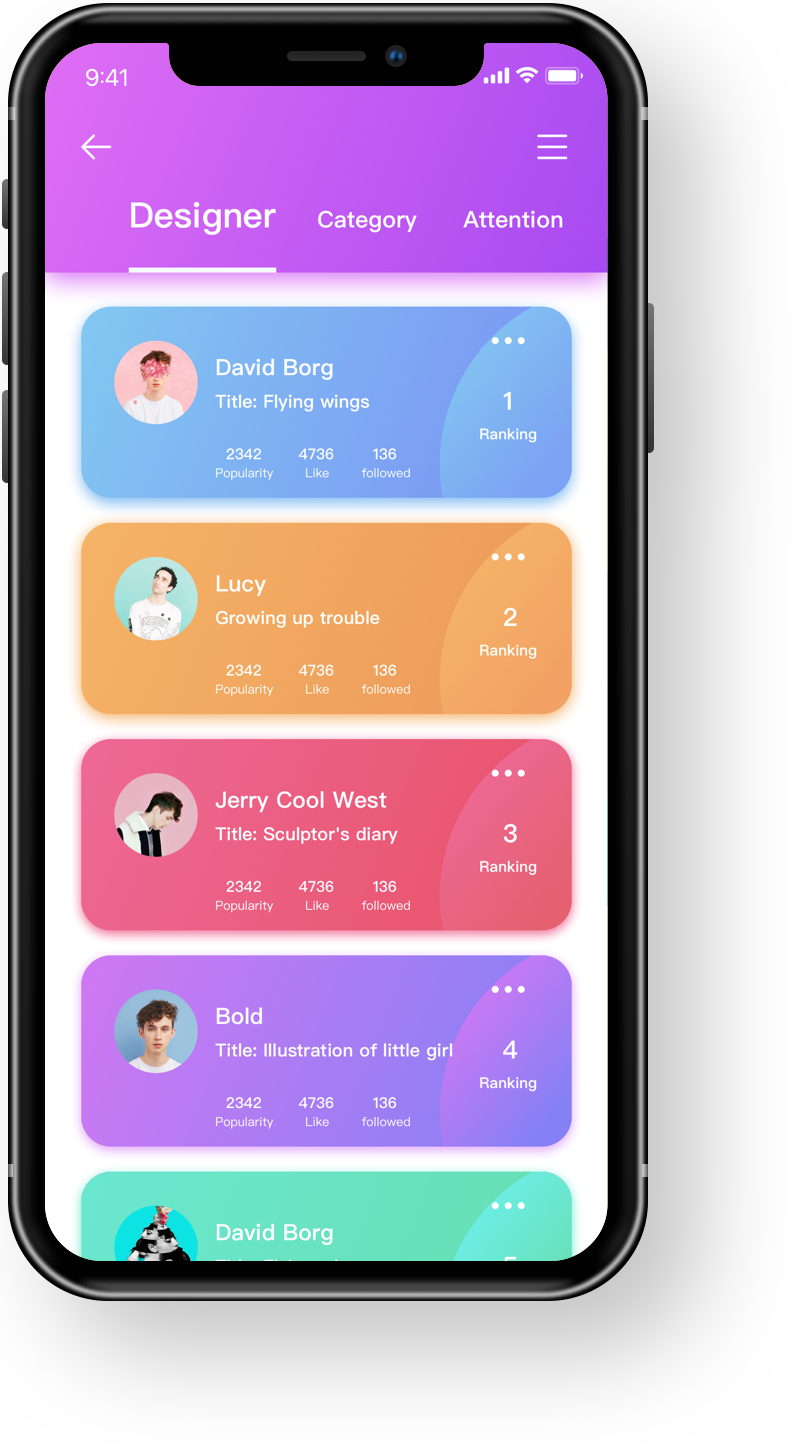 9:41
Designer Category Attention
David Borg
Title: Flying wings
1
Ranking
2342 4736 136
Popularity Like followed
Lucy
Growing up trouble
2
Ranking
2342 4736 136
Popularity Like followed
Jerry Cool West
Title: Sculptor's diary
3
Ranking
2342 4736 136
Popularity Like followed
Bold
Title: Illustration of little girl
4
Ranking
2342 4736 136
Popularity Like followed
David Borg